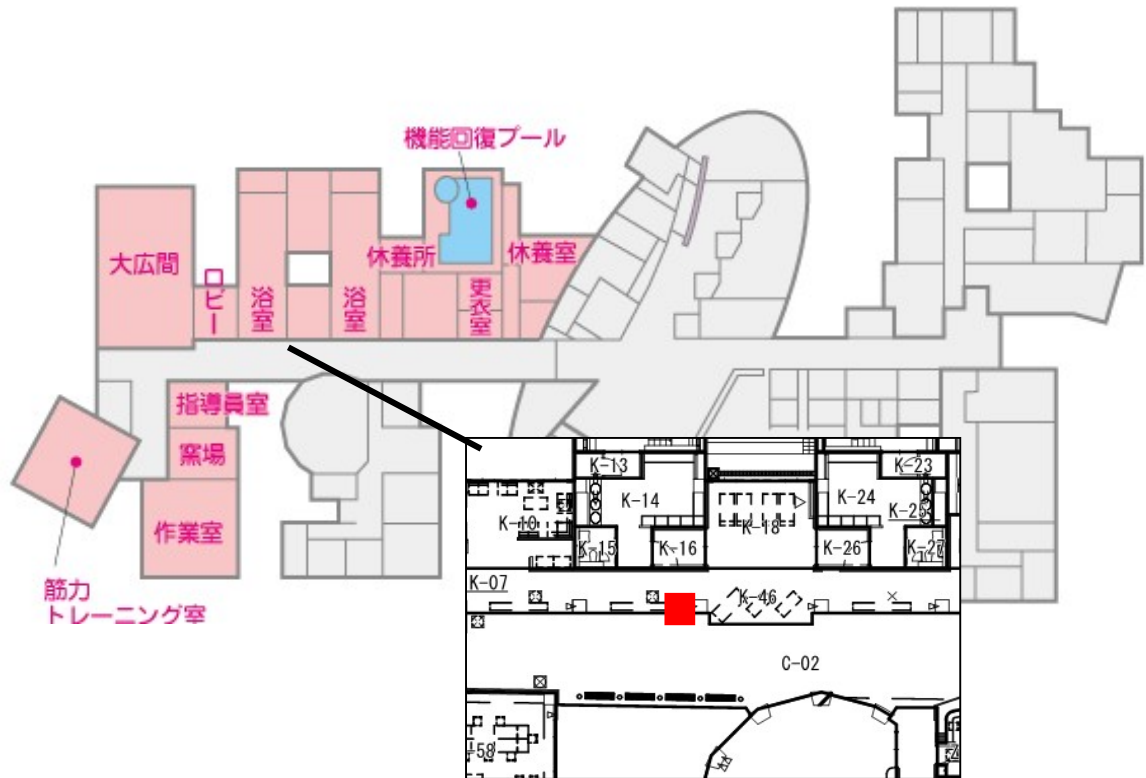 機能回復プール
大広間
ロビー
浴室
浴室
休養所
更衣室
休養室
指導員室
窯場
作業室
筋力
トレーニング室
K-13
K-23
K-14
K-24
K-10
K-18
K-25
K-15
K-16
K-26
K-27
K-07
K-46
C-02
-58